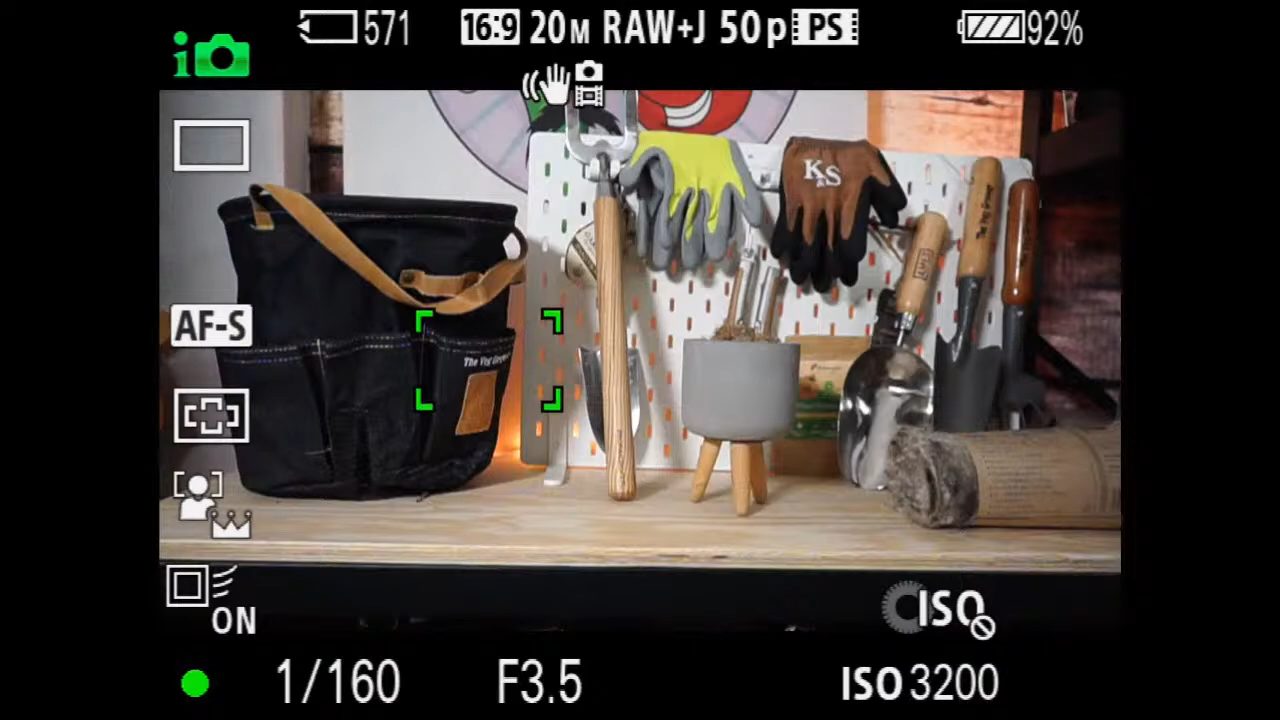 571 16:9 20M RAW+J 50p PS 92%
i
K&S
AF-S
ON
ISO
1/160 F3.5 ISO 3200